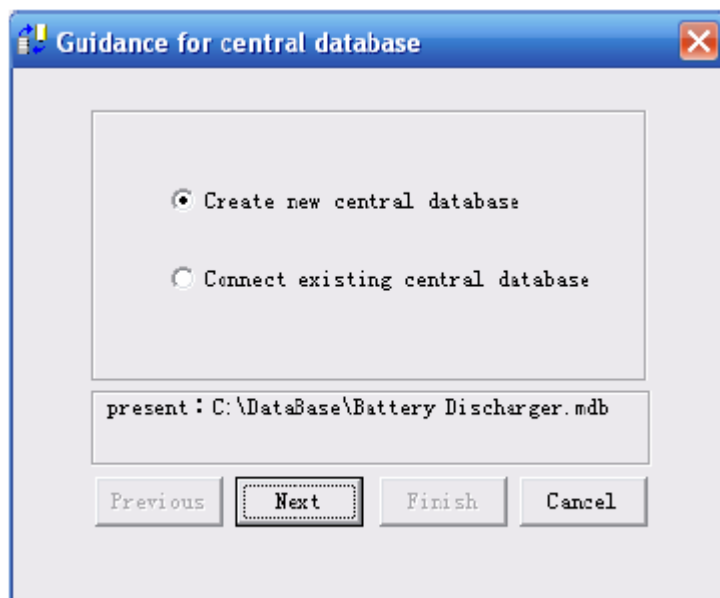 Guidance for central database
Create new central database
Connect existing central database
present：C:\DataBase\Battery Discharger.mdb
Previous Next Finish Cancel